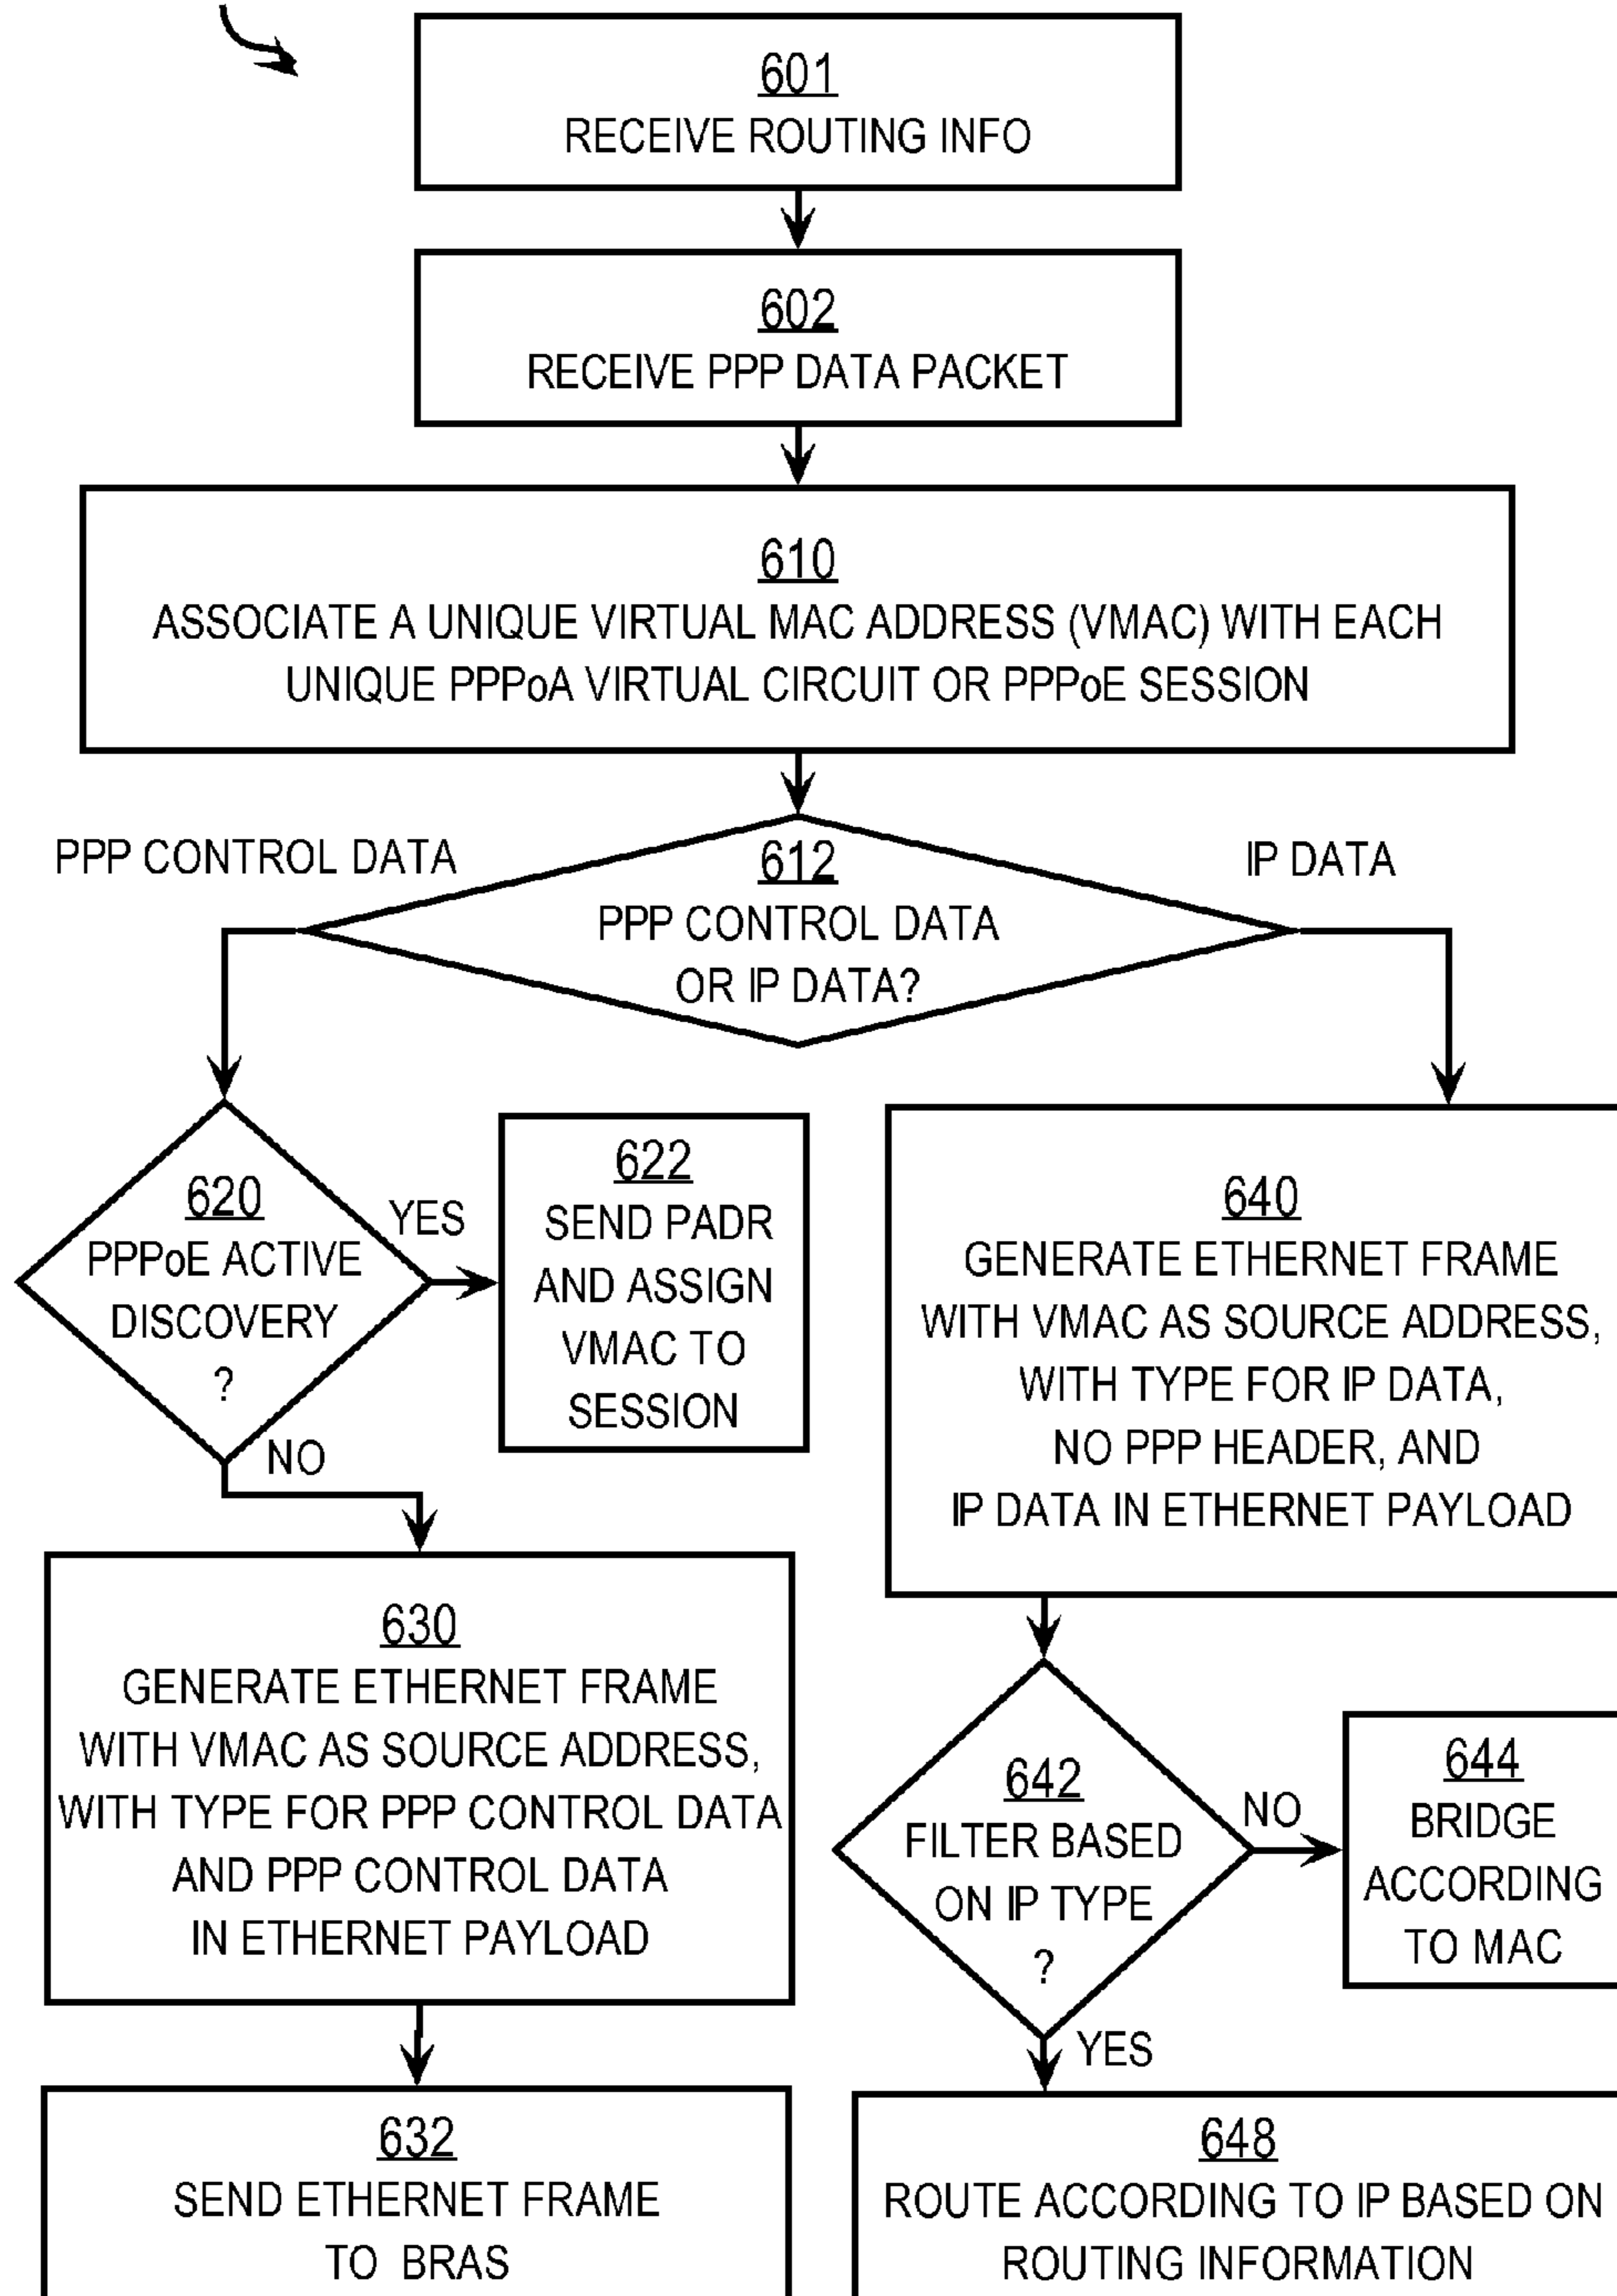 601
RECEIVE ROUTING INFO
602
RECEIVE PPP DATA PACKET
610
ASSOCIATE A UNIQUE VIRTUAL MAC ADDRESS (VMAC) WITH EACH
UNIQUE PPPoA VIRTUAL CIRCUIT OR PPPoE SESSION
PPP CONTROL DATA
612
PPP CONTROL DATA
OR IP DATA?
IP DATA
620
PPPoE ACTIVE
DISCOVERY
?
YES
NO
622
SEND PADR
AND ASSIGN
VMAC TO
SESSION
640
GENERATE ETHERNET FRAME
WITH VMAC AS SOURCE ADDRESS,
WITH TYPE FOR IP DATA,
NO PPP HEADER, AND
IP DATA IN ETHERNET PAYLOAD
630
GENERATE ETHERNET FRAME
WITH VMAC AS SOURCE ADDRESS,
WITH TYPE FOR PPP CONTROL DATA
AND PPP CONTROL DATA
IN ETHERNET PAYLOAD
642
FILTER BASED
ON IP TYPE
?
NO
YES
644
BRIDGE
ACCORDING
TO MAC
632
SEND ETHERNET FRAME
TO BRAS
648
ROUTE ACCORDING TO IP BASED ON
ROUTING INFORMATION